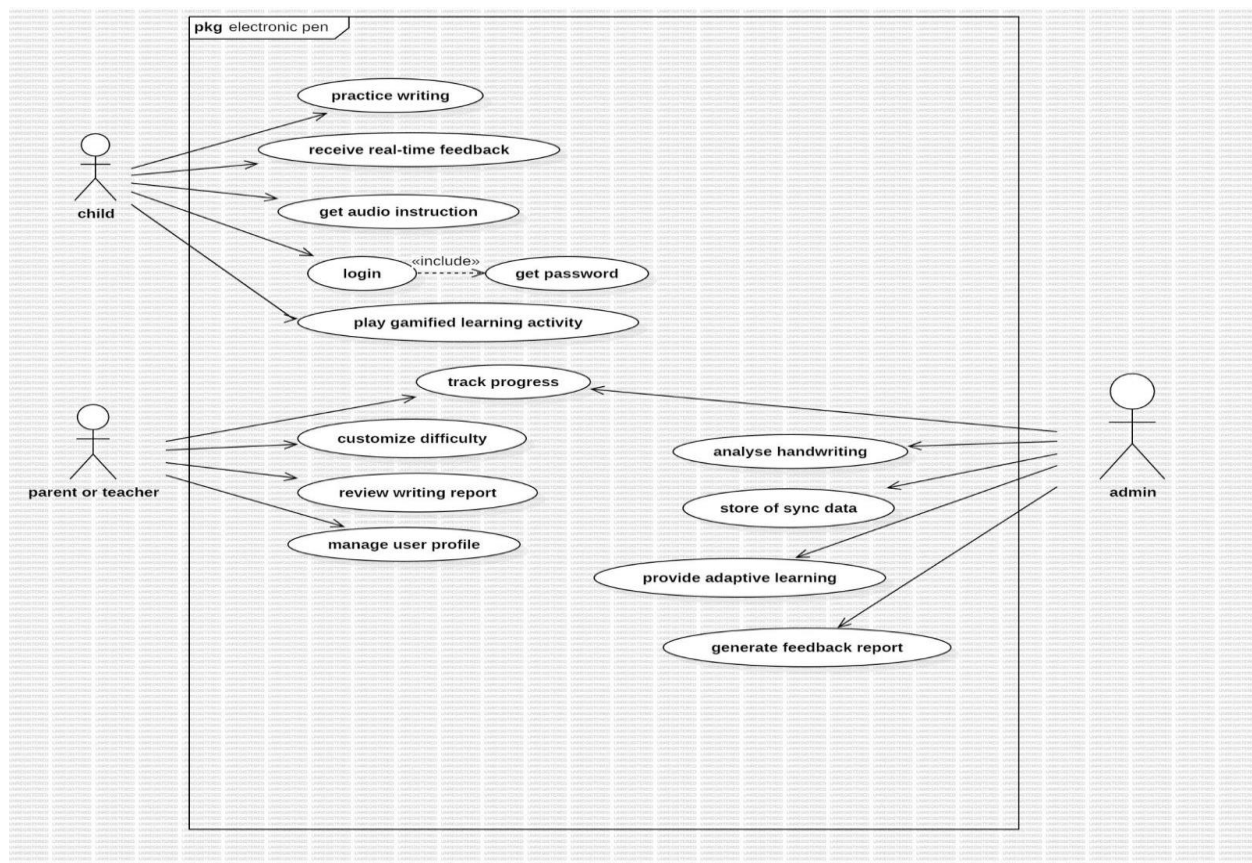 pkg electronic pen
practice writing
receive real-time feedback
child
get audio instruction
«include»
login
get password
play gamified learning activity
track progress
customize difficulty
analyse handwriting
parent or teacher
review writing report
admin
store of sync data
manage user profile
provide adaptive learning
generate feedback report